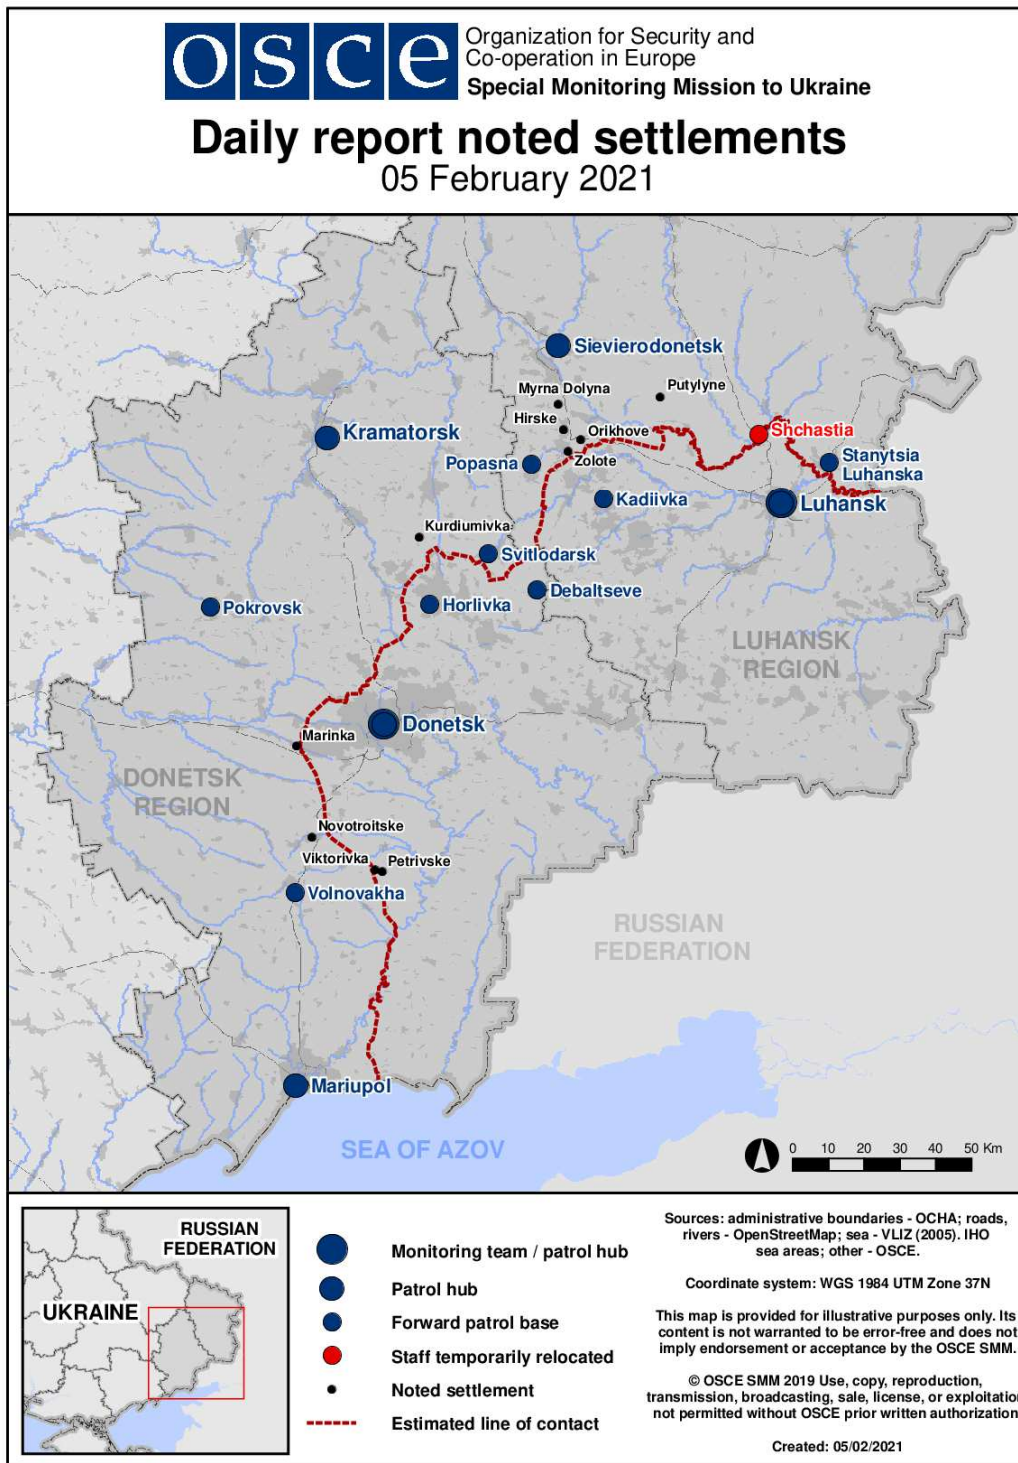 osce
Organization for Security and
Co-operation in Europe
Special Monitoring Mission to Ukraine
Daily report noted settlements
05 February 2021
Sievierodonetsk
Myrna Dolyna
Putylyne
Hirske
Orikhove
Shchastia
Kramatorsk
Zolote
Popasna
Stanytsia
Luhanska
Kadiivka
Luhansk
Kurdiumivka
Svitlodarsk
Debaltseve
Pokrovsk
Horlivka
LUHANSK
REGION
Donetsk
Marinka
DONETSK
REGION
Novotroitske
Viktorivka
Petrivske
Volnovakha
RUSSIAN
FEDERATION
Mariupol
SEA OF AZOV
0 10 20 30 40 50 Km
RUSSIAN
FEDERATION
UKRAINE
Monitoring team / patrol hub
Patrol hub
Forward patrol base
Staff temporarily relocated
Noted settlement
Estimated line of contact
Sources: administrative boundaries - OCHA; roads,
rivers - OpenStreetMap; sea - VLIZ (2005). IHO
sea areas; other - OSCE.
Coordinate system: WGS 1984 UTM Zone 37N
This map is provided for illustrative purposes only. Its
content is not warranted to be error-free and does not
imply endorsement or acceptance by the OSCE SMM.
© OSCE SMM 2019 Use, copy, reproduction,
transmission, broadcasting, sale, license, or exploitation
not permitted without OSCE prior written authorization
Created: 05/02/2021